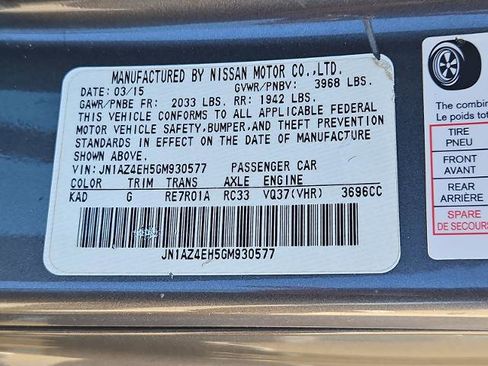 MANUFACTURED BY NISSAN MOTOR CO.,LTD.
DATE: 03/15 GVWR/PNBV: 3968 LBS.
GAWR/PNBE FR: 2033 LBS. RR: 1942 LBS.
THIS VEHICLE CONFORMS TO ALL APPLICABLE FEDERAL
MOTOR VEHICLE SAFETY,BUMPER,AND THEFT PREVENTION
STANDARDS IN EFFECT ON THE DATE OF MANUFACTURE
SHOWN ABOVE.
VIN: JN1AZ4EH5GM930577 PASSENGER CAR
COLOR TRIM TRANS AXLE ENGINE
KAD G RE7R01A RC33 VQ37(VHR) 3696CC
JN1AZ4EH5GM930577
The combin
Le poids tot
TIRE
PNEU
FRONT
AVANT
REAR
ARRIÈRE
SPARE
DE SECOURS